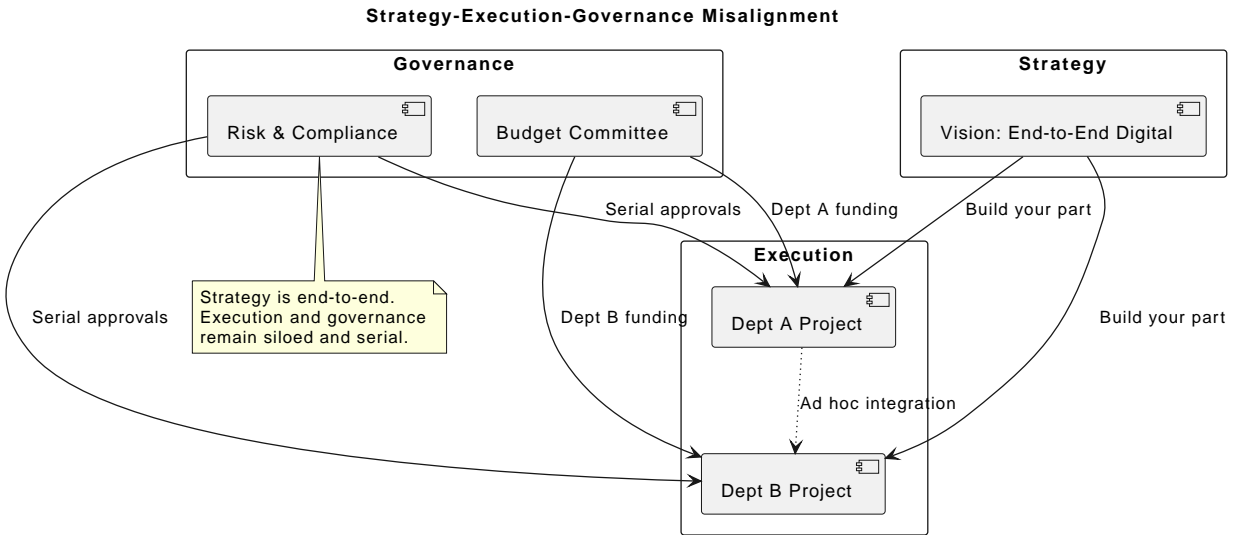 Strategy-Execution-Governance Misalignment
Governance
Strategy
Risk & Compliance
Budget Committee
Vision: End-to-End Digital
Serial approvals
Dept A funding
Build your part
Execution
Strategy is end-to-end.
Execution and governance
remain siloed and serial.
Serial approvals
Dept B funding
Dept A Project
Build your part
Ad hoc integration
Dept B Project